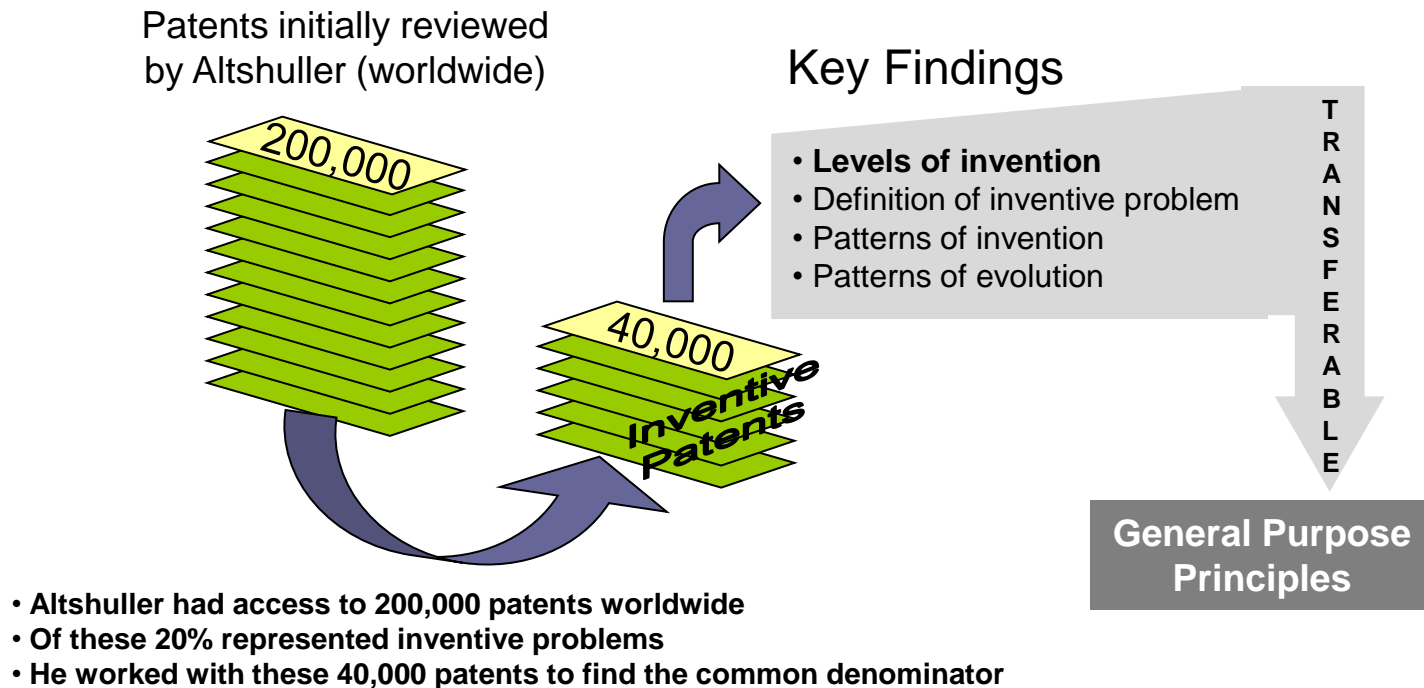 Patents initially reviewed
by Altshuller (worldwide)
200,000
40,000
Inventive
Patents
Key Findings
• Levels of invention
• Definition of inventive problem
• Patterns of invention
• Patterns of evolution
TRANSFERABLE
General Purpose
Principles
• Altshuller had access to 200,000 patents worldwide
• Of these 20% represented inventive problems
• He worked with these 40,000 patents to find the common denominator